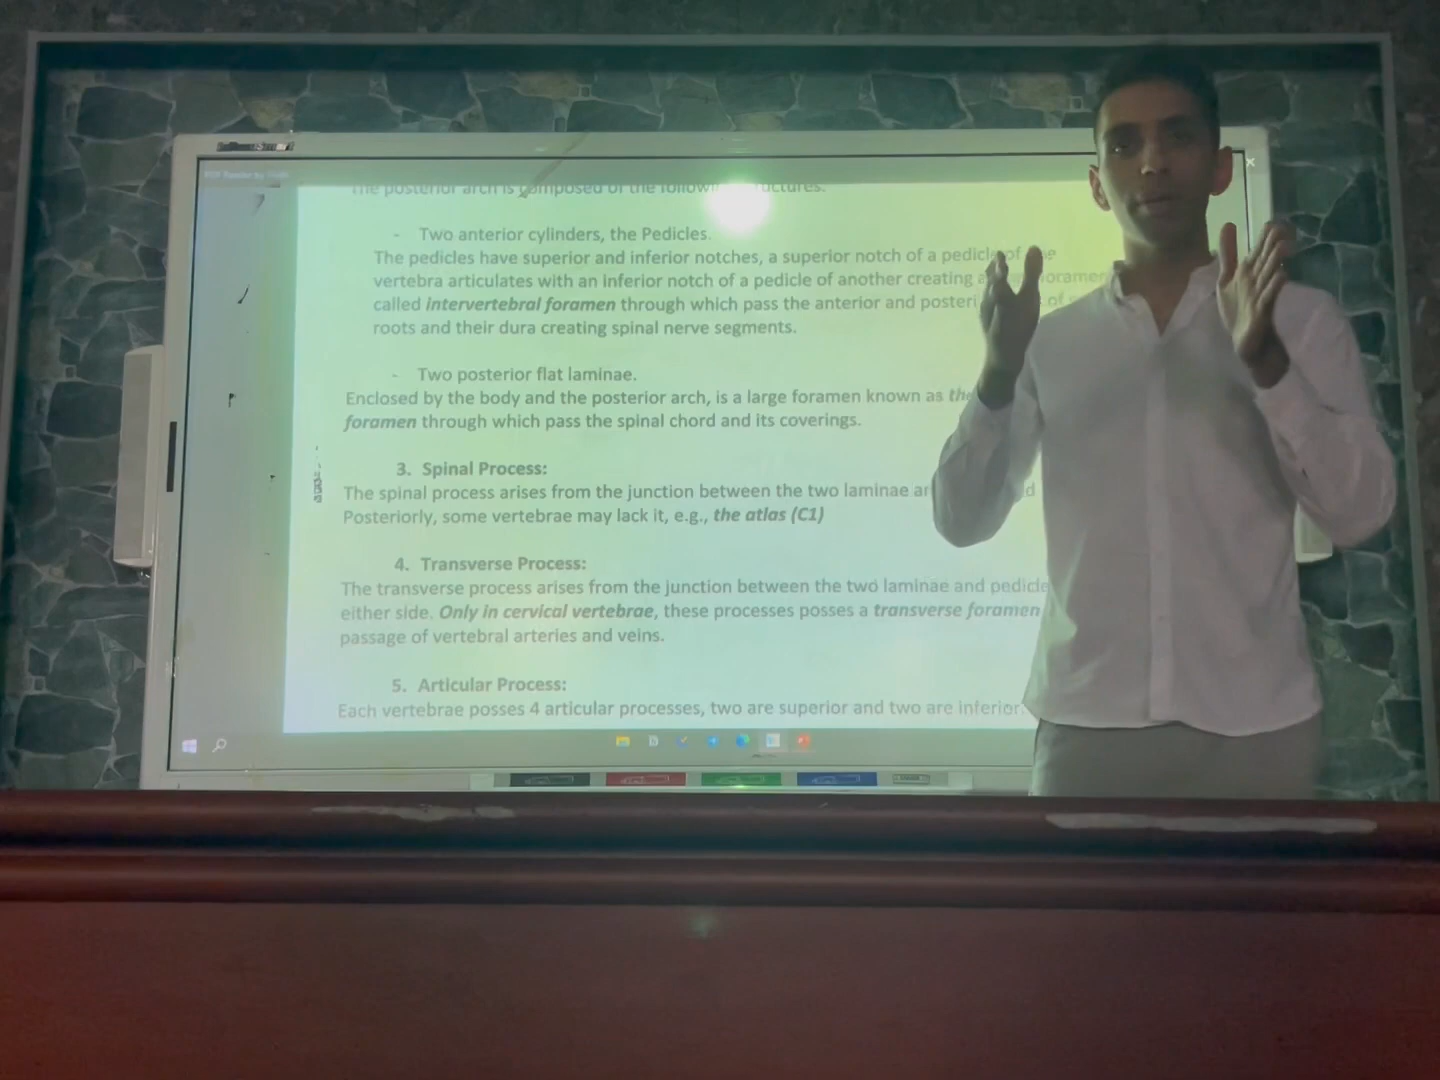 The posterior arch is composed of the
- Two anterior cylinders, the Pedicles.
The pedicles have superior and inferior notches, a superior notch of a pedicle of
vertebra articulates with an inferior notch of a pedicle of another creating
called intervertebral foramen through which pass the anterior and
roots and their dura creating spinal nerve segments.
- Two posterior flat laminae.
Enclosed by the body and the posterior arch, is a large foramen known as the
foramen through which pass the spinal chord and its coverings.
3. Spinal Process:
The spinal process arises from the junction between the two laminae
Posteriorly, some vertebrae may lack it, e.g., the atlas (C1)
4. Transverse Process:
The transverse process arises from the junction between the two laminae and
either side. Only in cervical vertebrae, these processes posses a transverse foramen
passage of vertebral arteries and veins.
5. Articular Process:
Each vertebrae posses 4 articular processes, two are superior and two are inferior.